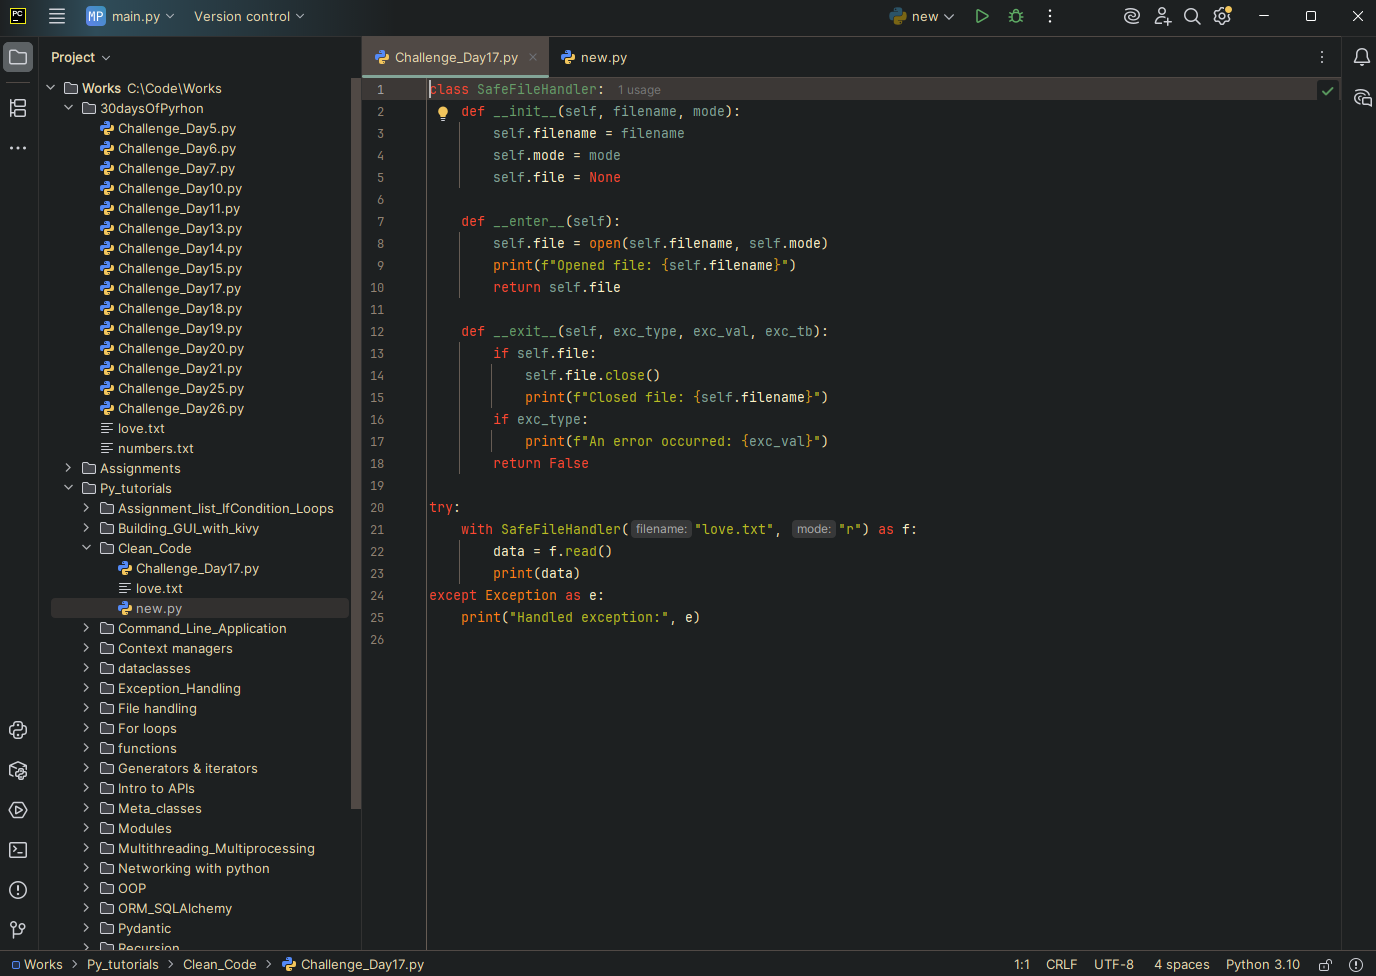 PC MP main.py Version control new
Project
Challenge_Day17.py new.py
Works C:\Code\Works
30daysOfPyrhon
Challenge_Day5.py
Challenge_Day6.py
Challenge_Day7.py
Challenge_Day10.py
Challenge_Day11.py
Challenge_Day13.py
Challenge_Day14.py
Challenge_Day15.py
Challenge_Day17.py
Challenge_Day18.py
Challenge_Day19.py
Challenge_Day20.py
Challenge_Day21.py
Challenge_Day25.py
Challenge_Day26.py
love.txt
numbers.txt
Assignments
Py_tutorials
Assignment_list_IfCondition_Loops
Building_GUI_with_kivy
Clean_Code
Challenge_Day17.py
love.txt
new.py
Command_Line_Application
Context managers
dataclasses
Exception_Handling
File handling
For loops
functions
Generators & iterators
Intro to APIs
Meta_classes
Modules
Multithreading_Multiprocessing
Networking with python
OOP
ORM_SQLAlchemy
Pydantic
Recursion
1 class SafeFileHandler: 1 usage
2     def __init__(self, filename, mode):
3         self.filename = filename
4         self.mode = mode
5         self.file = None
6
7     def __enter__(self):
8         self.file = open(self.filename, self.mode)
9         print(f"Opened file: {self.filename}")
10         return self.file
11
12     def __exit__(self, exc_type, exc_val, exc_tb):
13         if self.file:
14             self.file.close()
15             print(f"Closed file: {self.filename}")
16         if exc_type:
17             print(f"An error occurred: {exc_val}")
18         return False
19
20 try:
21     with SafeFileHandler( filename: "love.txt", mode: "r") as f:
22         data = f.read()
23         print(data)
24 except Exception as e:
25     print("Handled exception:", e)
26
Works > Py_tutorials > Clean_Code > Challenge_Day17.py 1:1 CRLF UTF-8 4 spaces Python 3.10